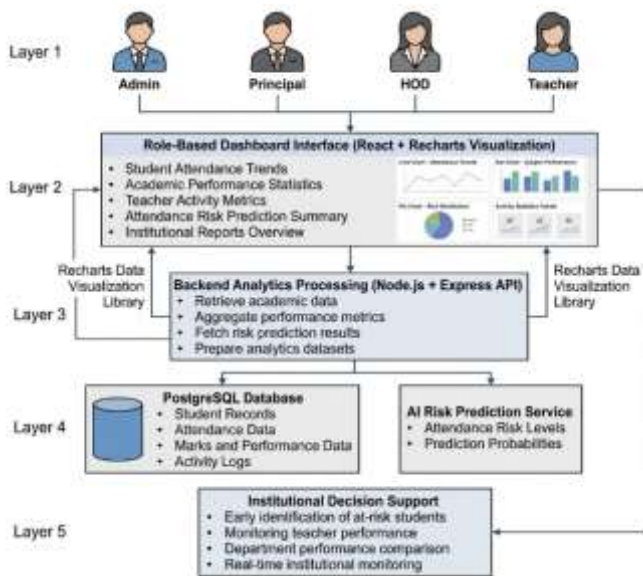 Layer 1
Admin
Principal
HOD
Teacher
Role-Based Dashboard Interface (React + Recharts Visualization)
Layer 2
• Student Attendance Trends
• Academic Performance Statistics
• Teacher Activity Metrics
• Attendance Risk Prediction Summary
• Institutional Reports Overview
Recharts Data
Visualization
Library
Recharts Data
Visualization
Library
Layer 3
Backend Analytics Processing (Node.js + Express API)
• Retrieve academic data
• Aggregate performance metrics
• Fetch risk prediction results
• Prepare analytics datasets
Layer 4
PostgreSQL Database
• Student Records
• Attendance Data
• Marks and Performance Data
• Activity Logs
AI Risk Prediction Service
• Attendance Risk Levels
• Prediction Probabilities
Layer 5
Institutional Decision Support
• Early identification of at-risk students
• Monitoring teacher performance
• Department performance comparison
• Real-time institutional monitoring